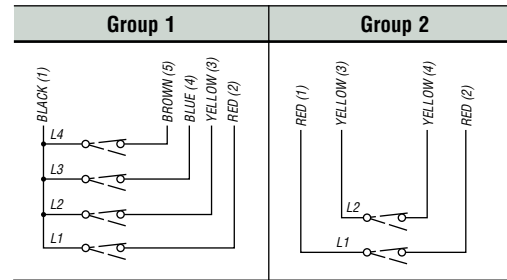 Group 1
Group 2
BLACK (1)
BROWN (5)
BLUE (4)
YELLOW (3)
RED (2)
L4
L3
L2
L1
RED (1)
YELLOW (3)
YELLOW (4)
RED (2)
L2
L1